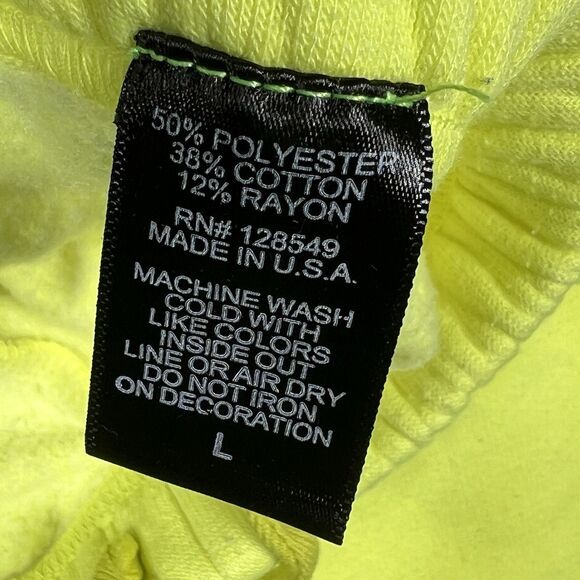 50% POLYESTER
38% COTTON
12% RAYON
RN# 128549
MADE IN U.S.A.
MACHINE WASH
COLD WITH
LIKE COLORS
INSIDE OUT
LINE OR AIR DRY
DO NOT IRON
ON DECORATION
L